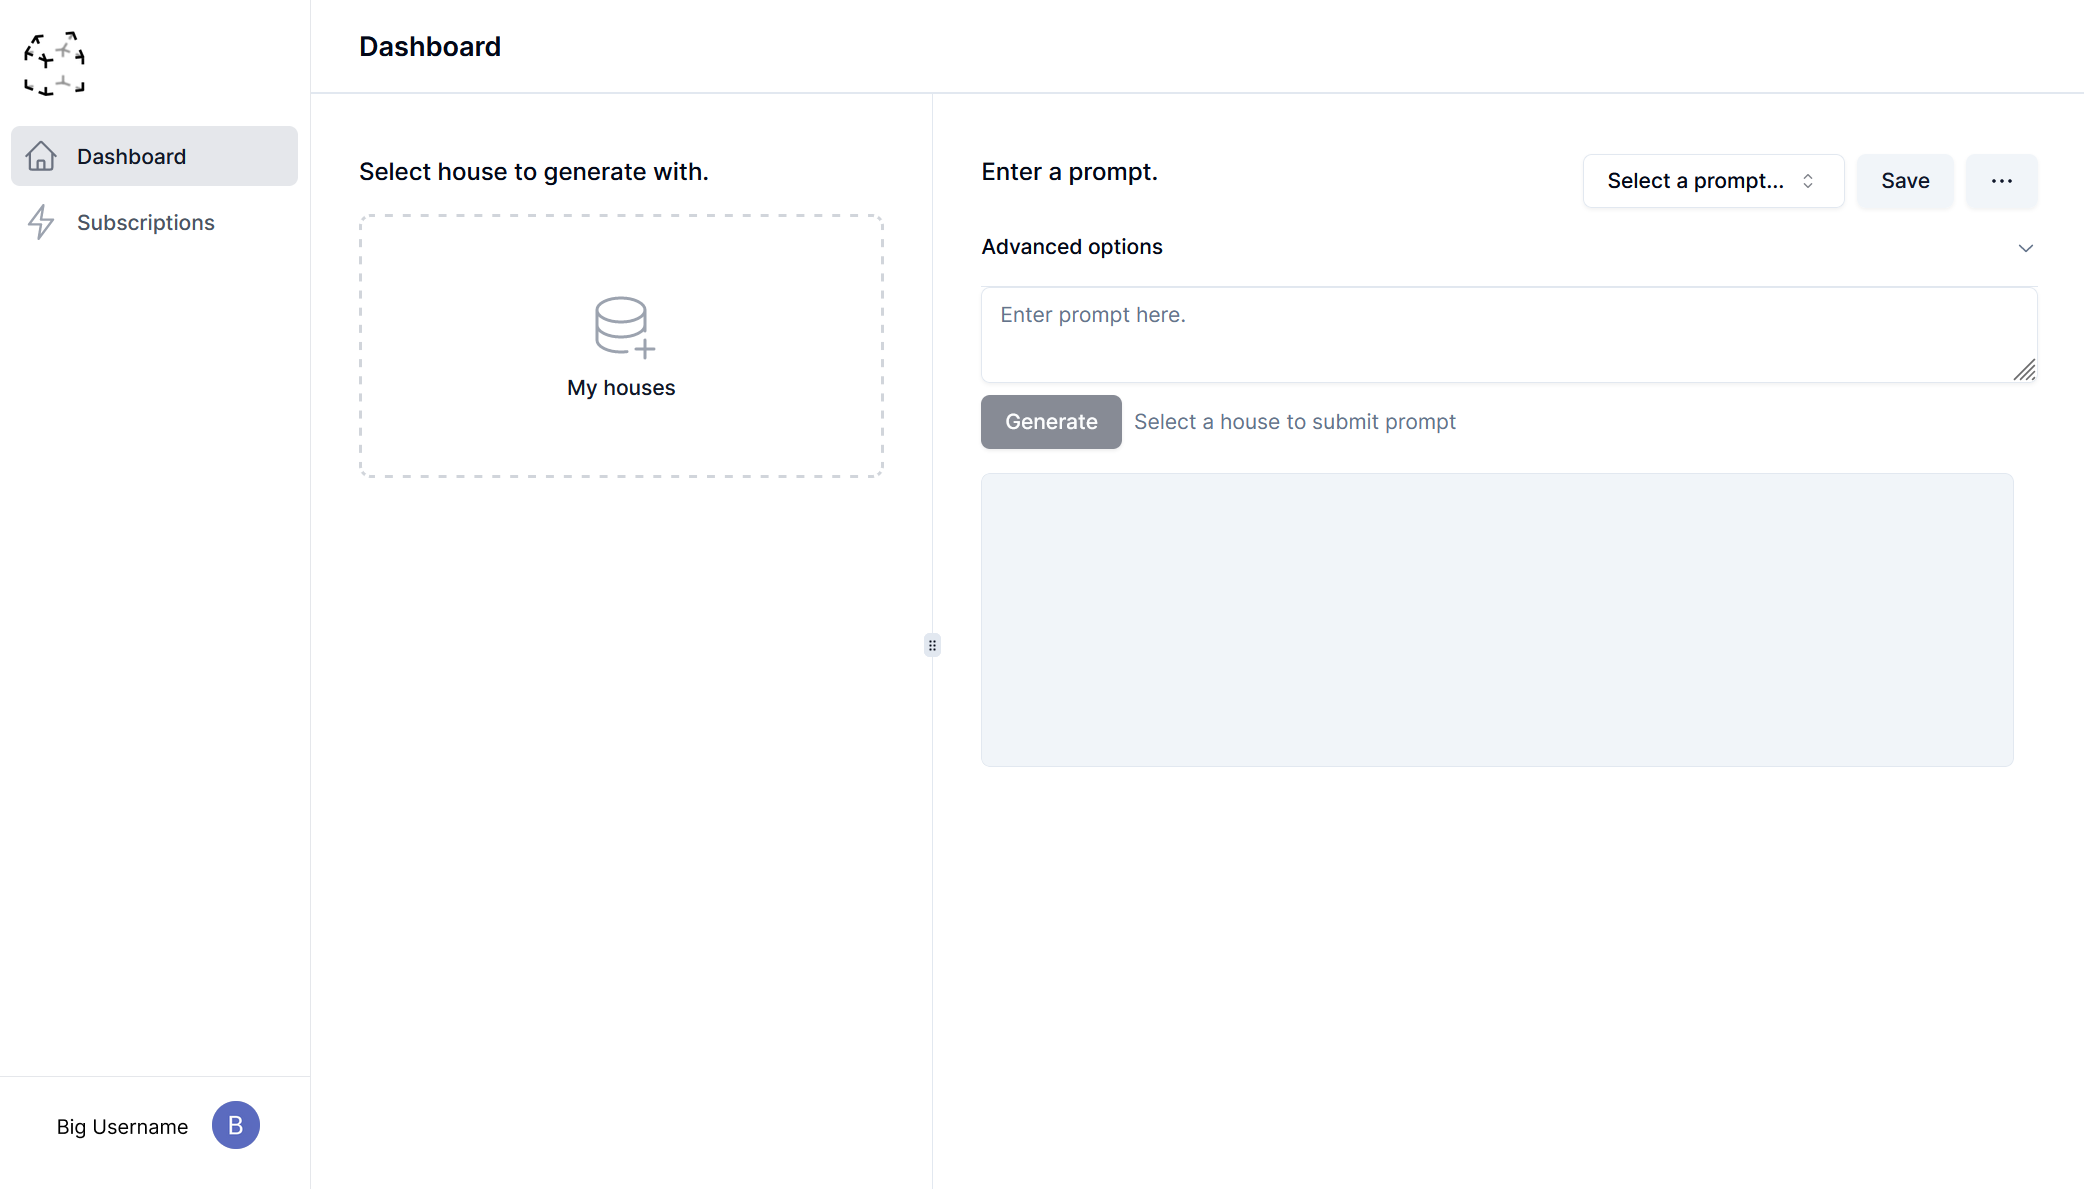 Dashboard
Dashboard
Subscriptions
Select house to generate with.
My houses
Enter a prompt.
Select a prompt...
Save
Advanced options
Enter prompt here.
Generate
Select a house to submit prompt
Big Username
B